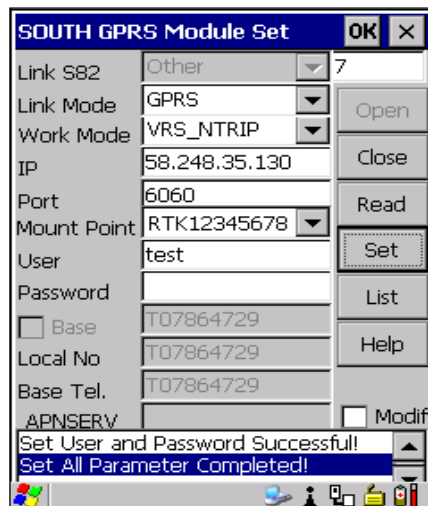 SOUTH GPRS Module Set OK ×
Link S82 Other 7
Link Mode GPRS Open
Work Mode VRS_NTRIP
IP 58.248.35.130 Close
Port 6060 Read
Mount Point RTK12345678
User test Set
Password List
Base T07864729
Local No T07864729 Help
Base Tel. T07864729
APNSERV Modif
Set User and Password Successful!
Set All Parameter Completed!